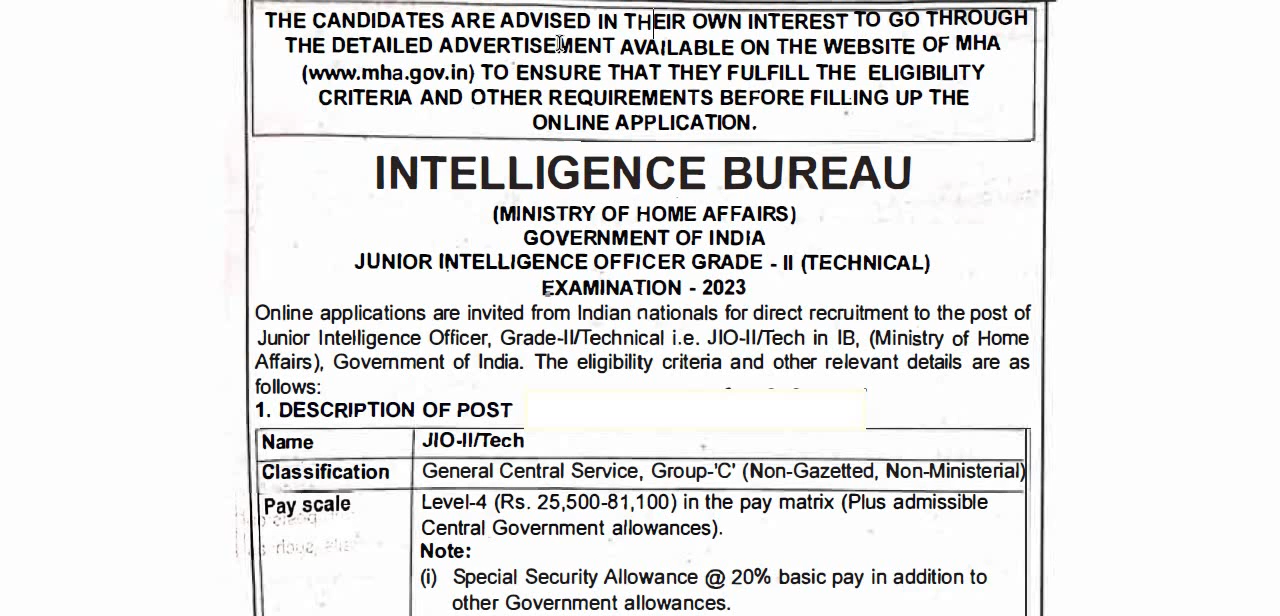 THE CANDIDATES ARE ADVISED IN THEIR OWN INTEREST TO GO THROUGH
THE DETAILED ADVERTISEMENT AVAILABLE ON THE WEBSITE OF MHA
(www.mha.gov.in) TO ENSURE THAT THEY FULFILL THE ELIGIBILITY
CRITERIA AND OTHER REQUIREMENTS BEFORE FILLING UP THE
ONLINE APPLICATION.
INTELLIGENCE BUREAU
(MINISTRY OF HOME AFFAIRS)
GOVERNMENT OF INDIA
JUNIOR INTELLIGENCE OFFICER GRADE - II (TECHNICAL)
EXAMINATION - 2023
Online applications are invited from Indian nationals for direct recruitment to the post of
Junior Intelligence Officer, Grade-II/Technical i.e. JIO-II/Tech in IB, (Ministry of Home
Affairs), Government of India. The eligibility criteria and other relevant details are as
follows:
1. DESCRIPTION OF POST
Name JIO-II/Tech
Classification General Central Service, Group-'C' (Non-Gazetted, Non-Ministerial)
Pay scale Level-4 (Rs. 25,500-81,100) in the pay matrix (Plus admissible
Central Government allowances).
Note:
(i) Special Security Allowance @ 20% basic pay in addition to
other Government allowances.